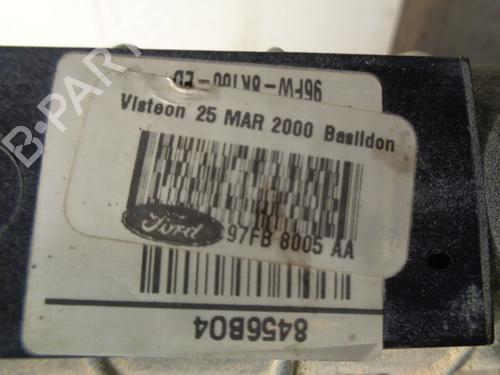 96FW-8K100-ED
Visteon 25 MAR 2000 Basildon
Ford
97FB 8005 AA
8456B04
B-PARTS